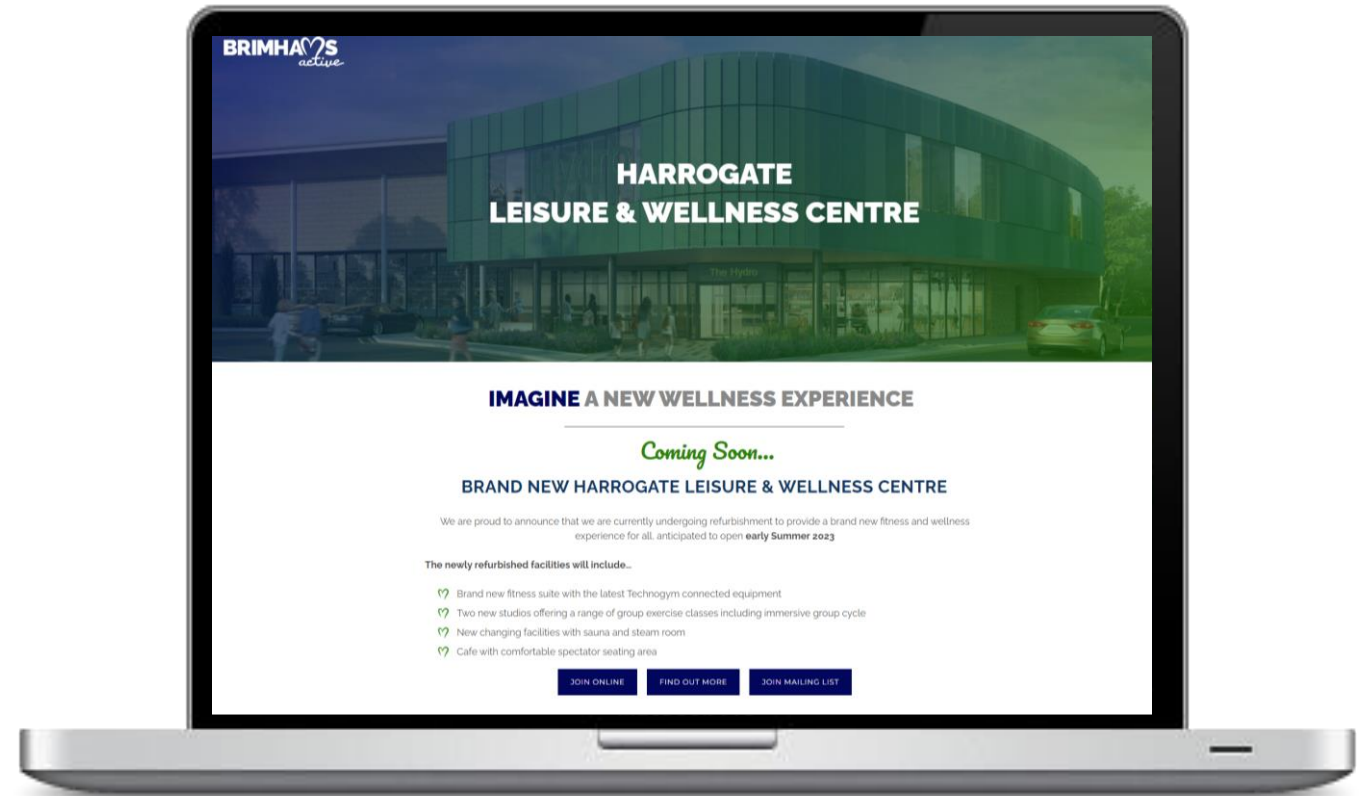 BRIMHAMS
active
HARROGATE
LEISURE & WELLNESS CENTRE
The Hydro
IMAGINE A NEW WELLNESS EXPERIENCE
Coming Soon...
BRAND NEW HARROGATE LEISURE & WELLNESS CENTRE
We are proud to announce that we are currently undergoing refurbishment to provide a brand new fitness and wellness
experience for all, anticipated to open early Summer 2023
The newly refurbished facilities will include...
Brand new fitness suite with the latest Technogym connected equipment
Two new studios offering a range of group exercise classes including immersive group cycle
New changing facilities with sauna and steam room
Cafe with comfortable spectator seating area
JOIN ONLINE FIND OUT MORE JOIN MAILING LIST